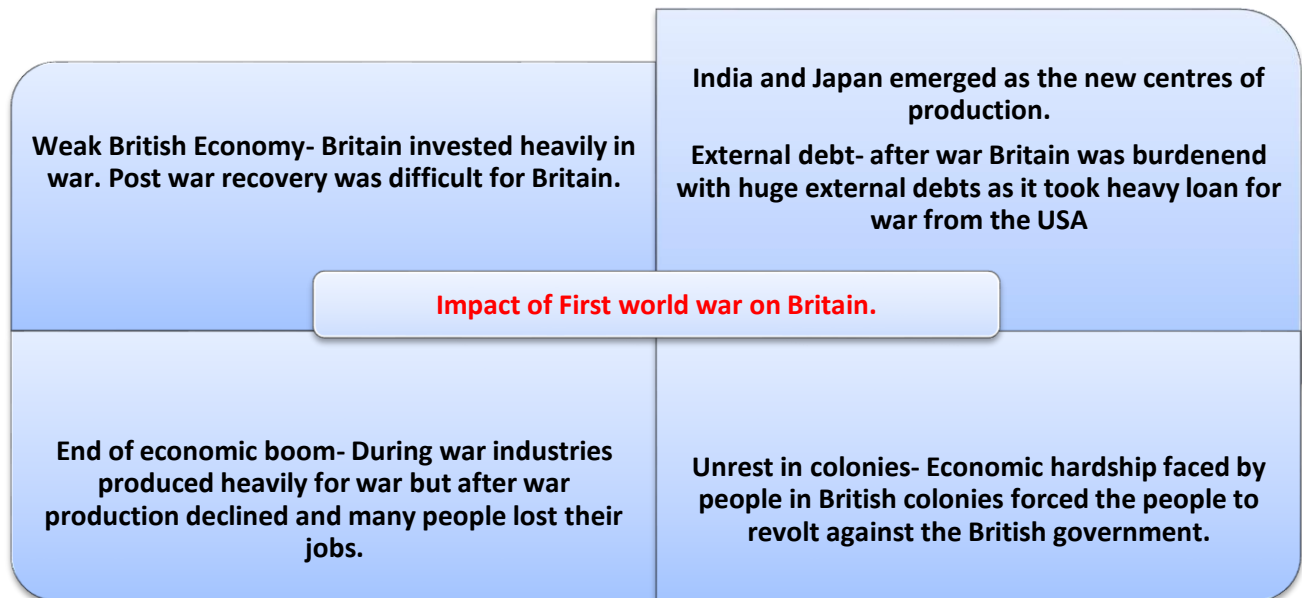 Weak British Economy- Britain invested heavily in
war. Post war recovery was difficult for Britain.
India and Japan emerged as the new centres of
production.
External debt- after war Britain was burdenend
with huge external debts as it took heavy loan for
war from the USA
Impact of First world war on Britain.
End of economic boom- During war industries
produced heavily for war but after war
production declined and many people lost their
jobs.
Unrest in colonies- Economic hardship faced by
people in British colonies forced the people to
revolt against the British government.